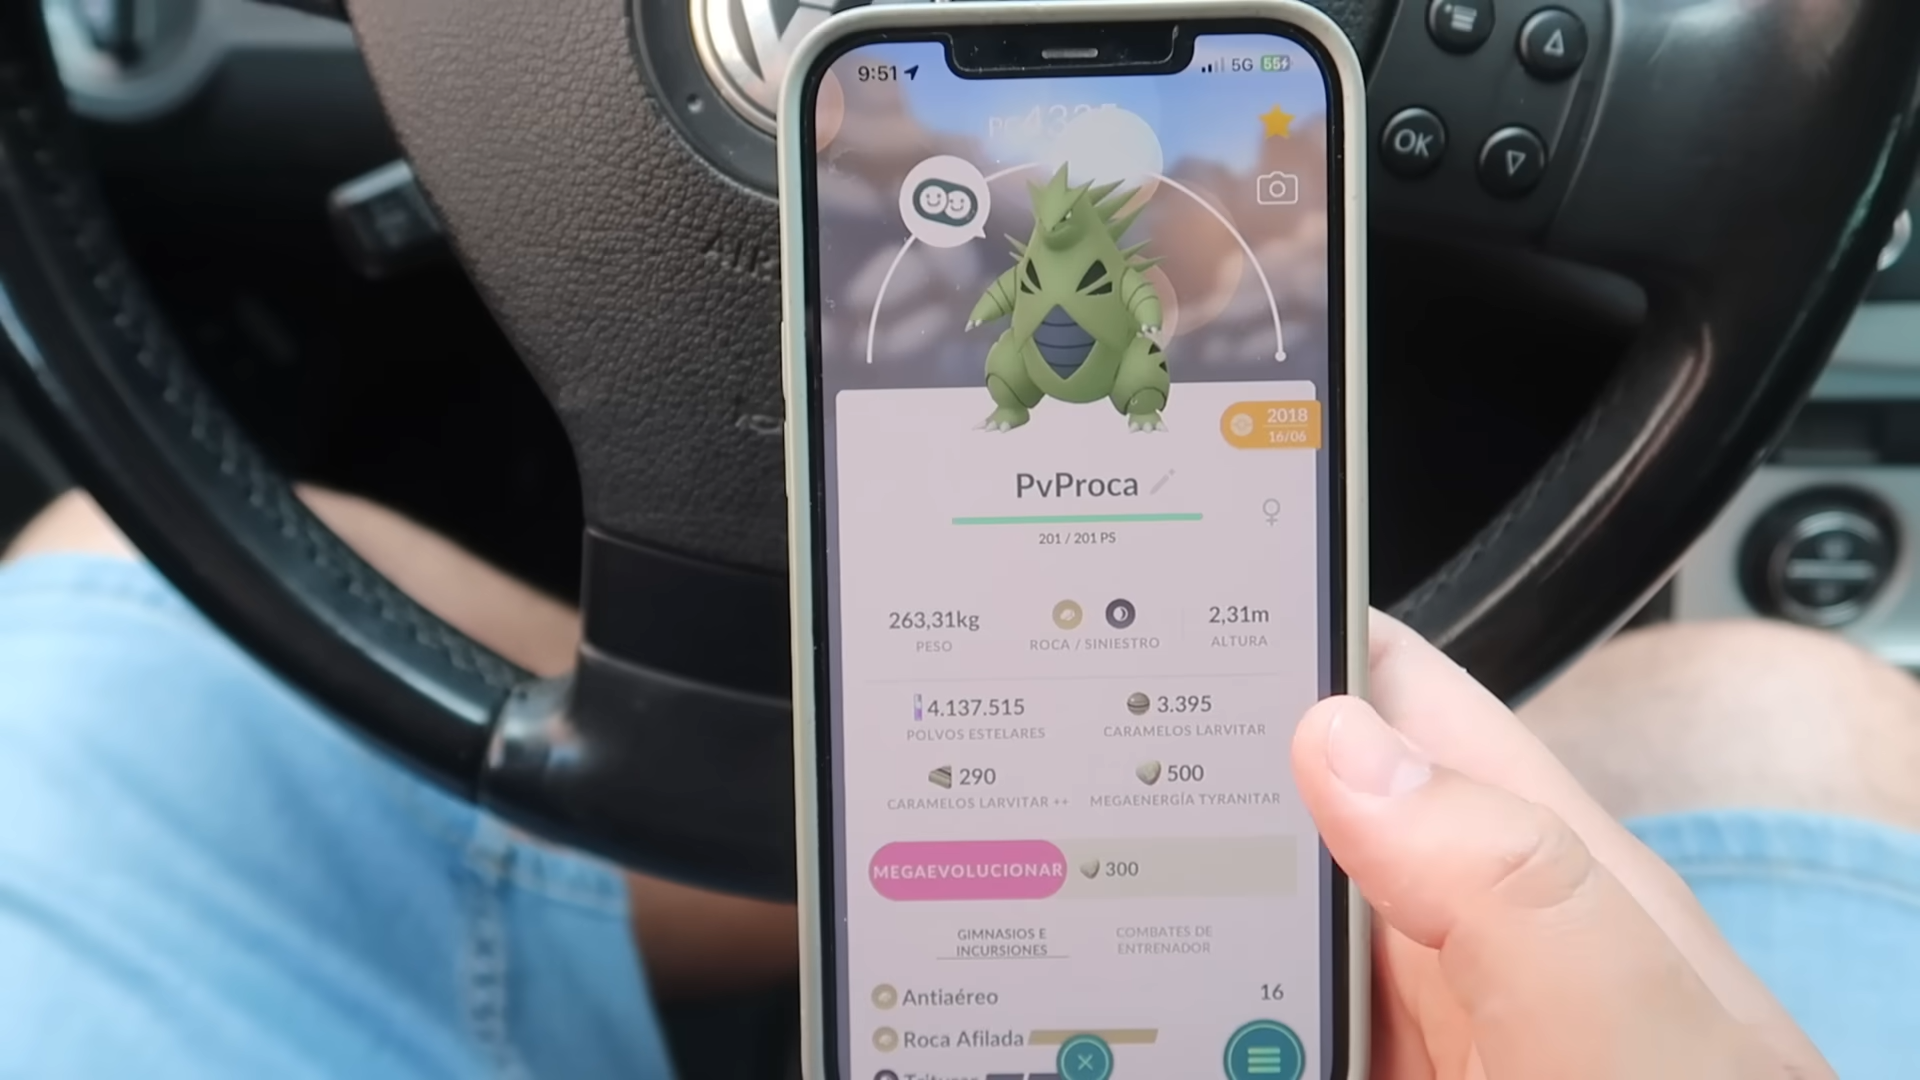 9:51
5G 55
OK
2018
16/06
PvProca
201 / 201 PS
263,31kg
PESO
ROCA / SINIESTRO
2,31m
ALTURA
4.137.515
POLVOS ESTELARES
3.395
CARAMELOS LARVITAR
290
CARAMELOS LARVITAR ++
500
MEGAENERGÍA TYRANITAR
MEGAEVOLUCIONAR
300
GIMNASIOS E
INCURSIONES
COMBATES DE
ENTRENADOR
Antiaéreo
16
Roca Afilada